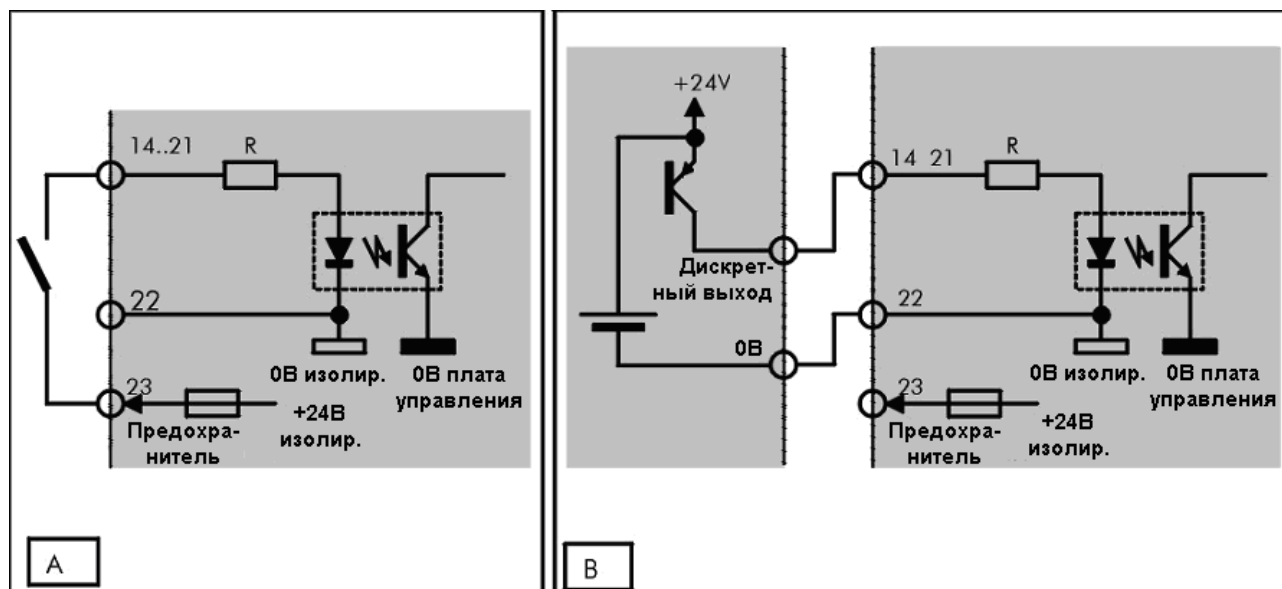 14..21
R
22
0В изолир.
0В плата
управления
23
+24В
изолир.
Предохра-
нитель
A
+24V
Дискрет-
ный выход
0В
14 21
R
22
0В изолир.
0В плата
управления
23
+24В
изолир.
Предохра-
нитель
B